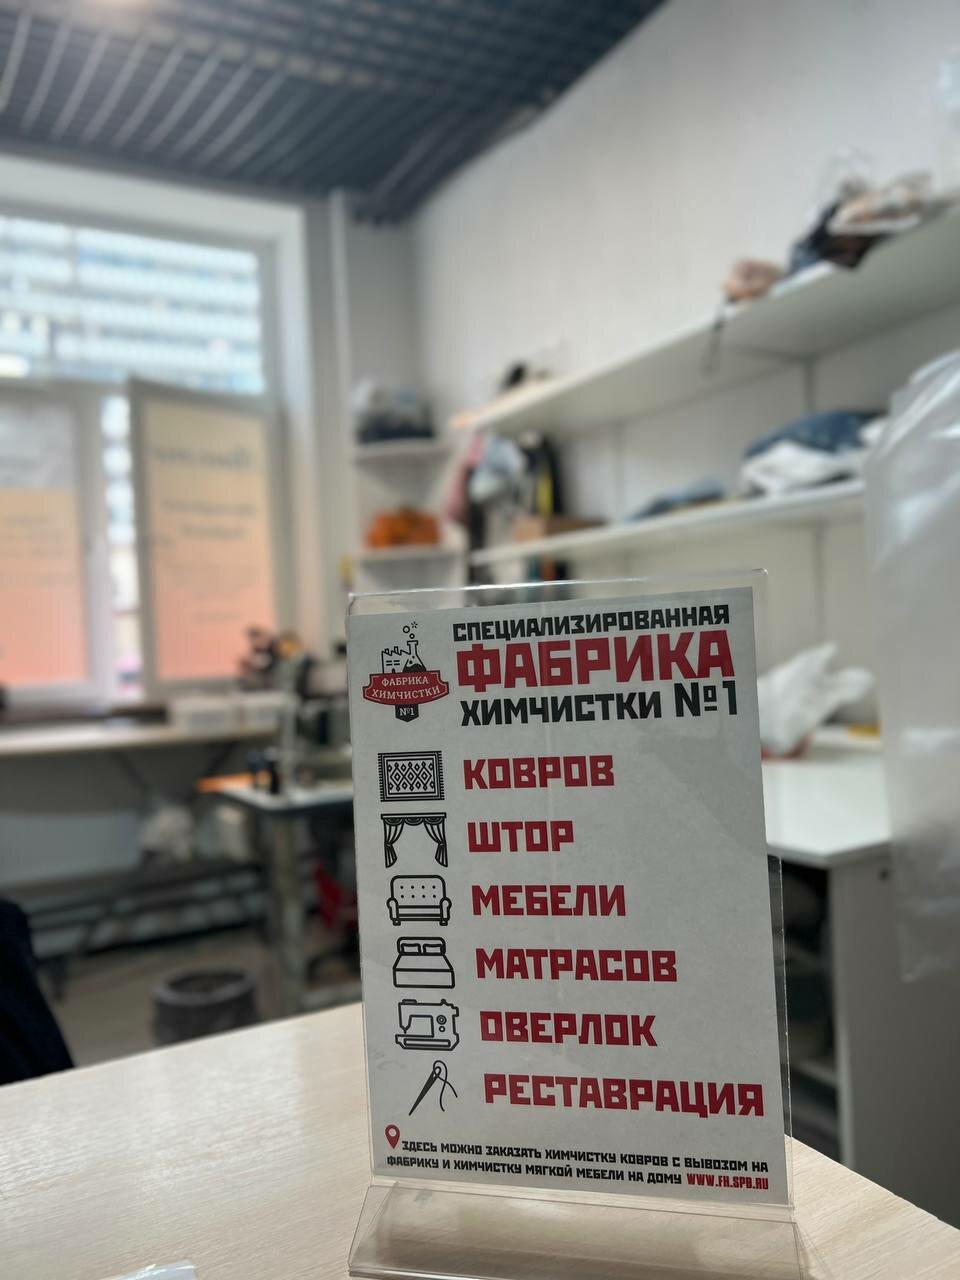 СПЕЦИАЛИЗИРОВАННАЯ
ФАБРИКА
ХИМЧИСТКИ №1
ФАБРИКА
ХИМЧИСТКИ
№1
КОВРОВ
ШТОР
МЕБЕЛИ
МАТРАСОВ
ОВЕРЛОК
РЕСТАВРАЦИЯ
ЗДЕСЬ МОЖНО ЗАКАЗАТЬ ХИМЧИСТКУ КОВРОВ С ВЫВОЗОМ НА
ФАБРИКУ И ХИМЧИСТКУ МЯГКОЙ МЕБЕЛИ НА ДОМУ WWW.FH.SPB.RU